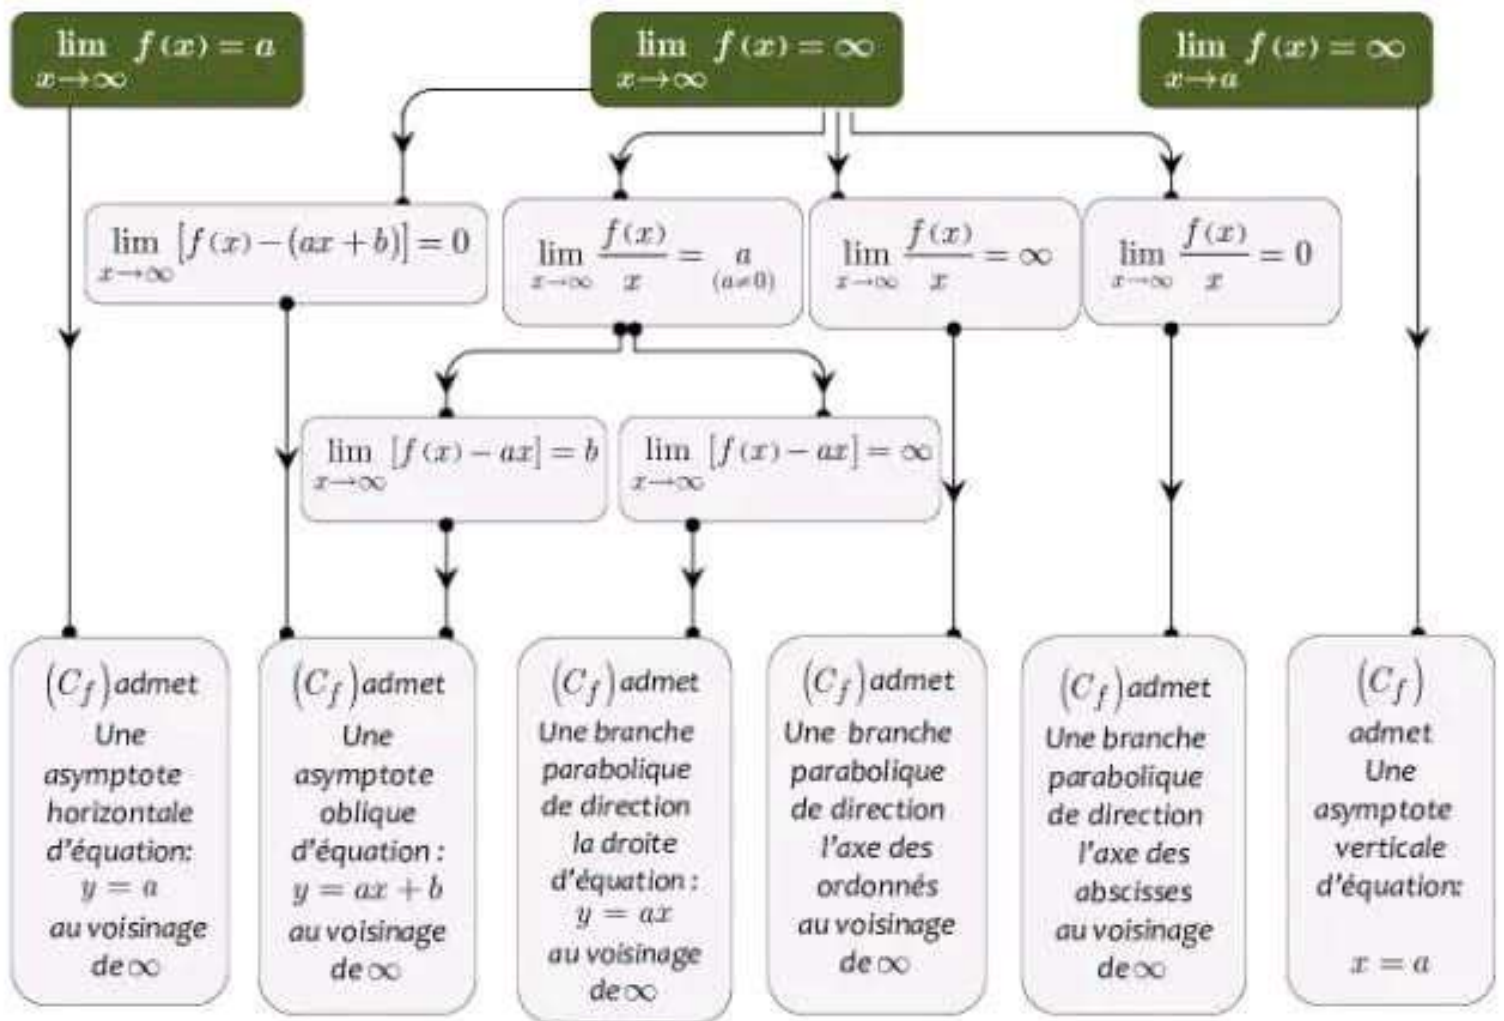 lim f(x) = a
x→∞
lim f(x) = ∞
x→∞
lim f(x) = ∞
x→a
lim [f(x) − (ax + b)] = 0
x→∞
lim f(x)/x = a
x→∞ (a≠0)
lim f(x)/x = ∞
x→∞
lim f(x)/x = 0
x→∞
lim [f(x) − ax] = b
x→∞
lim [f(x) − ax] = ∞
x→∞
(C_f) admet
Une
asymptote
horizontale
d'équation:
y = a
au voisinage
de ∞
(C_f) admet
Une
asymptote
oblique
d'équation :
y = ax + b
au voisinage
de ∞
(C_f) admet
Une branche
parabolique
de direction
la droite
d'équation :
y = ax
au voisinage
de ∞
(C_f) admet
Une branche
parabolique
de direction
l'axe des
ordonnés
au voisinage
de ∞
(C_f) admet
Une branche
parabolique
de direction
l'axe des
abscisses
au voisinage
de ∞
(C_f)
admet
Une
asymptote
verticale
d'équation:
x = a